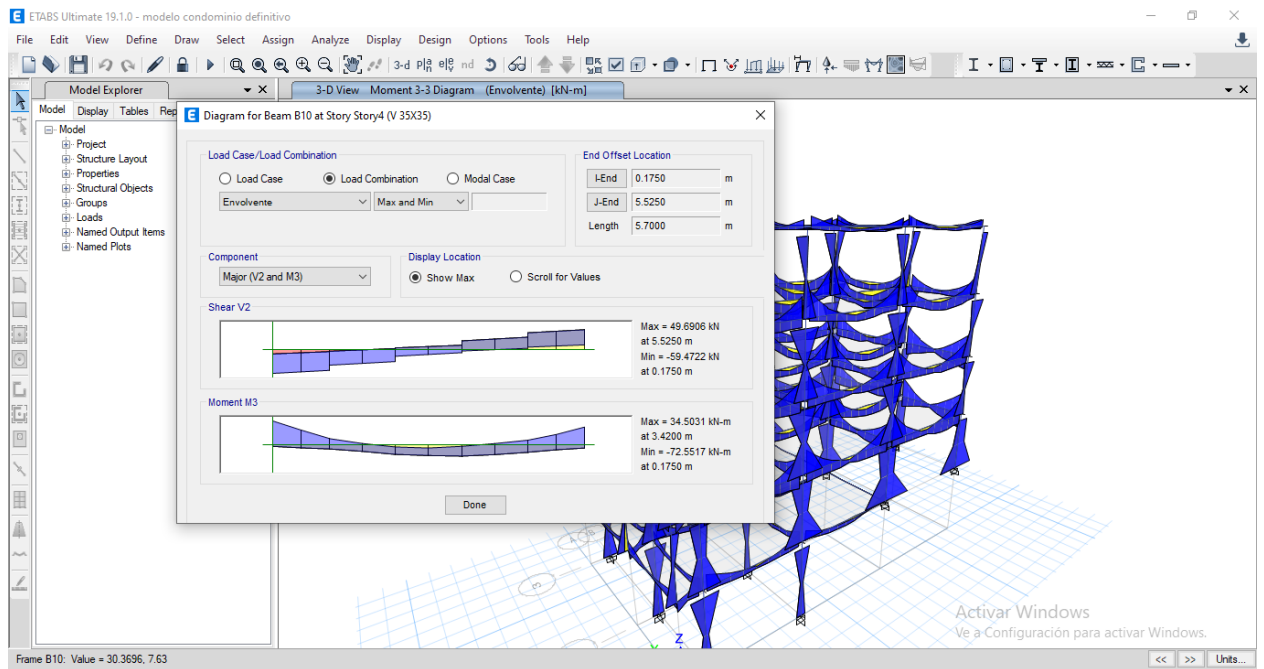 ETABS Ultimate 19.1.0 - modelo condominio definitivo
File Edit View Define Draw Select Assign Analyze Display Design Options Tools Help
3-d nd
Model Explorer
3-D View Moment 3-3 Diagram (Envolvente) [kN-m]
Model Display Tables Rep
Model
Project
Structure Layout
Properties
Structural Objects
Groups
Loads
Named Output Items
Named Plots
Diagram for Beam B10 at Story Story4 (V 35X35)
Load Case/Load Combination
Load Case Load Combination Modal Case
Envolvente Max and Min
End Offset Location
I-End 0.1750 m
J-End 5.5250 m
Length 5.7000 m
Component
Major (V2 and M3)
Display Location
Show Max Scroll for Values
Shear V2
Max = 49.6906 kN
at 5.5250 m
Min = -59.4722 kN
at 0.1750 m
Moment M3
Max = 34.5031 kN-m
at 3.4200 m
Min = -72.5517 kN-m
at 0.1750 m
Done
3
Z
Activar Windows
Ve a Configuración para activar Windows.
Frame B10: Value = 30.3696, 7.63
<< >> Units...